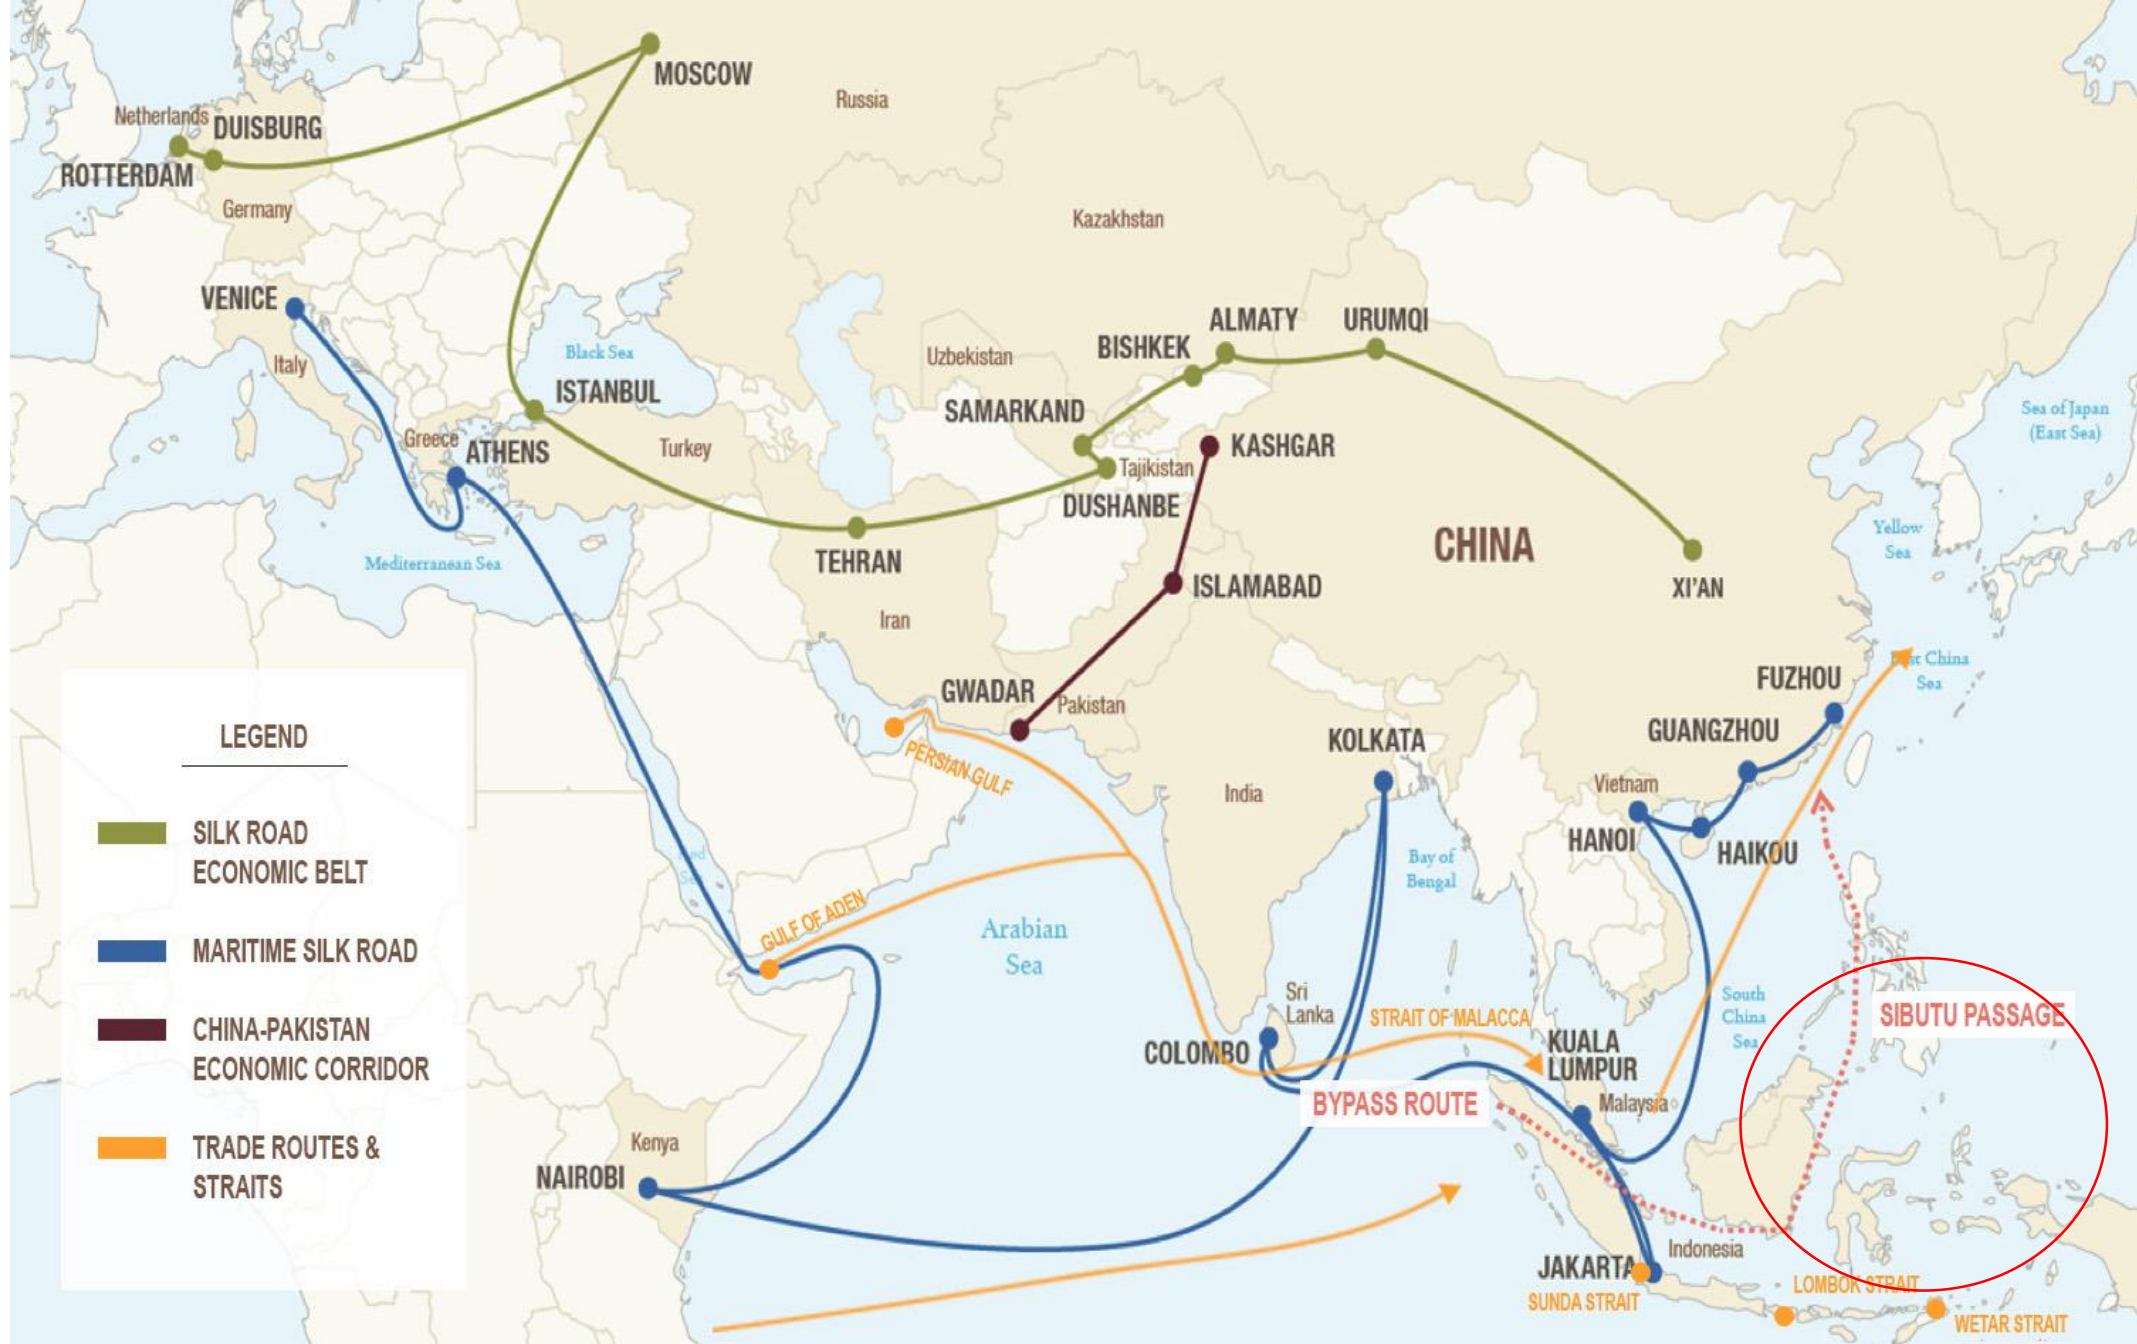 MOSCOW
Russia
Netherlands
DUISBURG
ROTTERDAM
Germany
Kazakhstan
VENICE
ALMATY
URUMQI
BISHKEK
Black Sea
Uzbekistan
Italy
ISTANBUL
SAMARKAND
Sea of Japan
(East Sea)
Greece
ATHENS
Turkey
KASHGAR
Tajikistan
DUSHANBE
CHINA
Yellow
Sea
TEHRAN
Mediterranean Sea
ISLAMABAD
XI'AN
Iran
East China
Sea
FUZHOU
GWADAR
Pakistan
GUANGZHOU
KOLKATA
PERSIAN GULF
Vietnam
India
HANOI
HAIKOU
Bay of
Bengal
Red
Sea
GULF OF ADEN
Arabian
Sea
Sri
Lanka
South
China
Sea
STRAIT OF MALACCA
SIBUTU PASSAGE
COLOMBO
KUALA
LUMPUR
BYPASS ROUTE
Malaysia
Kenya
NAIROBI
Indonesia
JAKARTA
SUNDA STRAIT
LOMBOK STRAIT
WETAR STRAIT
LEGEND
SILK ROAD
ECONOMIC BELT
MARITIME SILK ROAD
CHINA-PAKISTAN
ECONOMIC CORRIDOR
TRADE ROUTES &
STRAITS